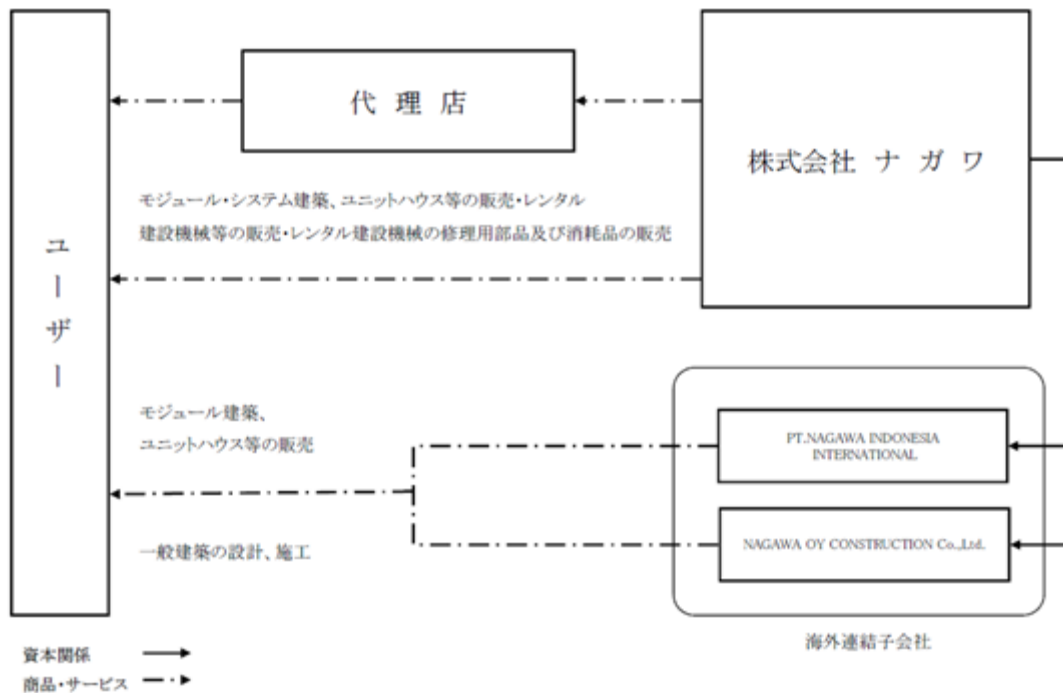 代 理 店
株式会社 ナ ガ ワ
モジュール・システム建築、ユニットハウス等の販売・レンタル
建設機械等の販売・レンタル建設機械の修理用部品及び消耗品の販売
ユーザー
モジュール建築、
ユニットハウス等の販売
PT.NAGAWA INDONESIA
INTERNATIONAL
NAGAWA OY CONSTRUCTION Co.,Ltd.
一般建築の設計、施工
海外連結子会社
資本関係
商品・サービス